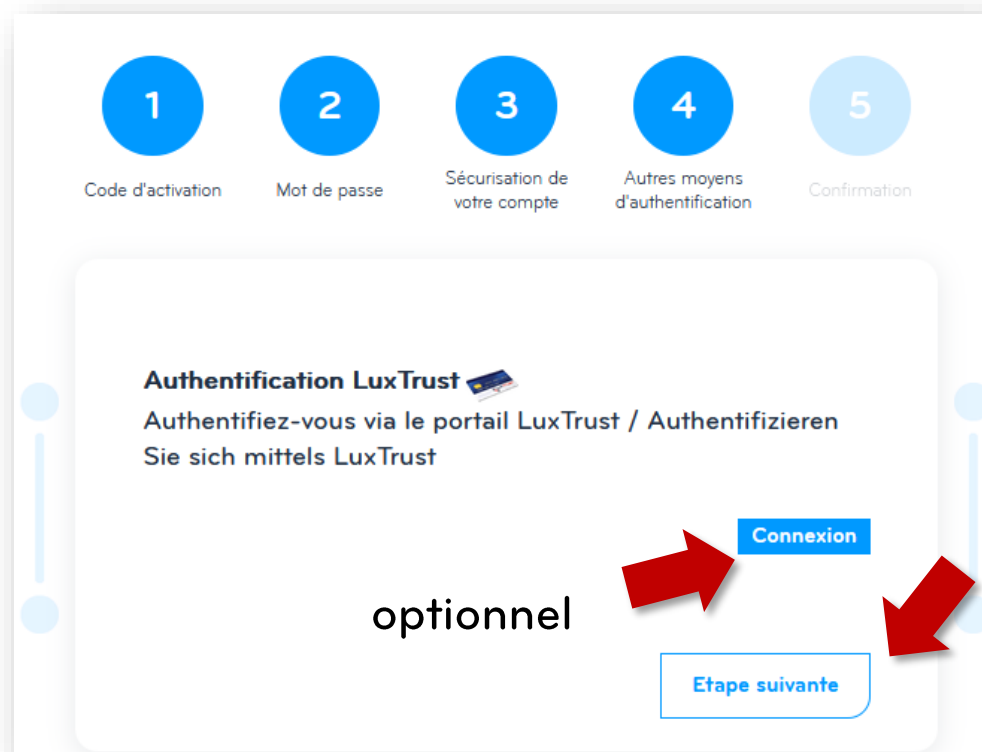 1
2
3
4
5
Code d'activation
Mot de passe
Sécurisation de
votre compte
Autres moyens
d'authentification
Confirmation
Authentification LuxTrust
Authentifiez-vous via le portail LuxTrust / Authentifizieren
Sie sich mittels LuxTrust
Connexion
optionnel
Etape suivante